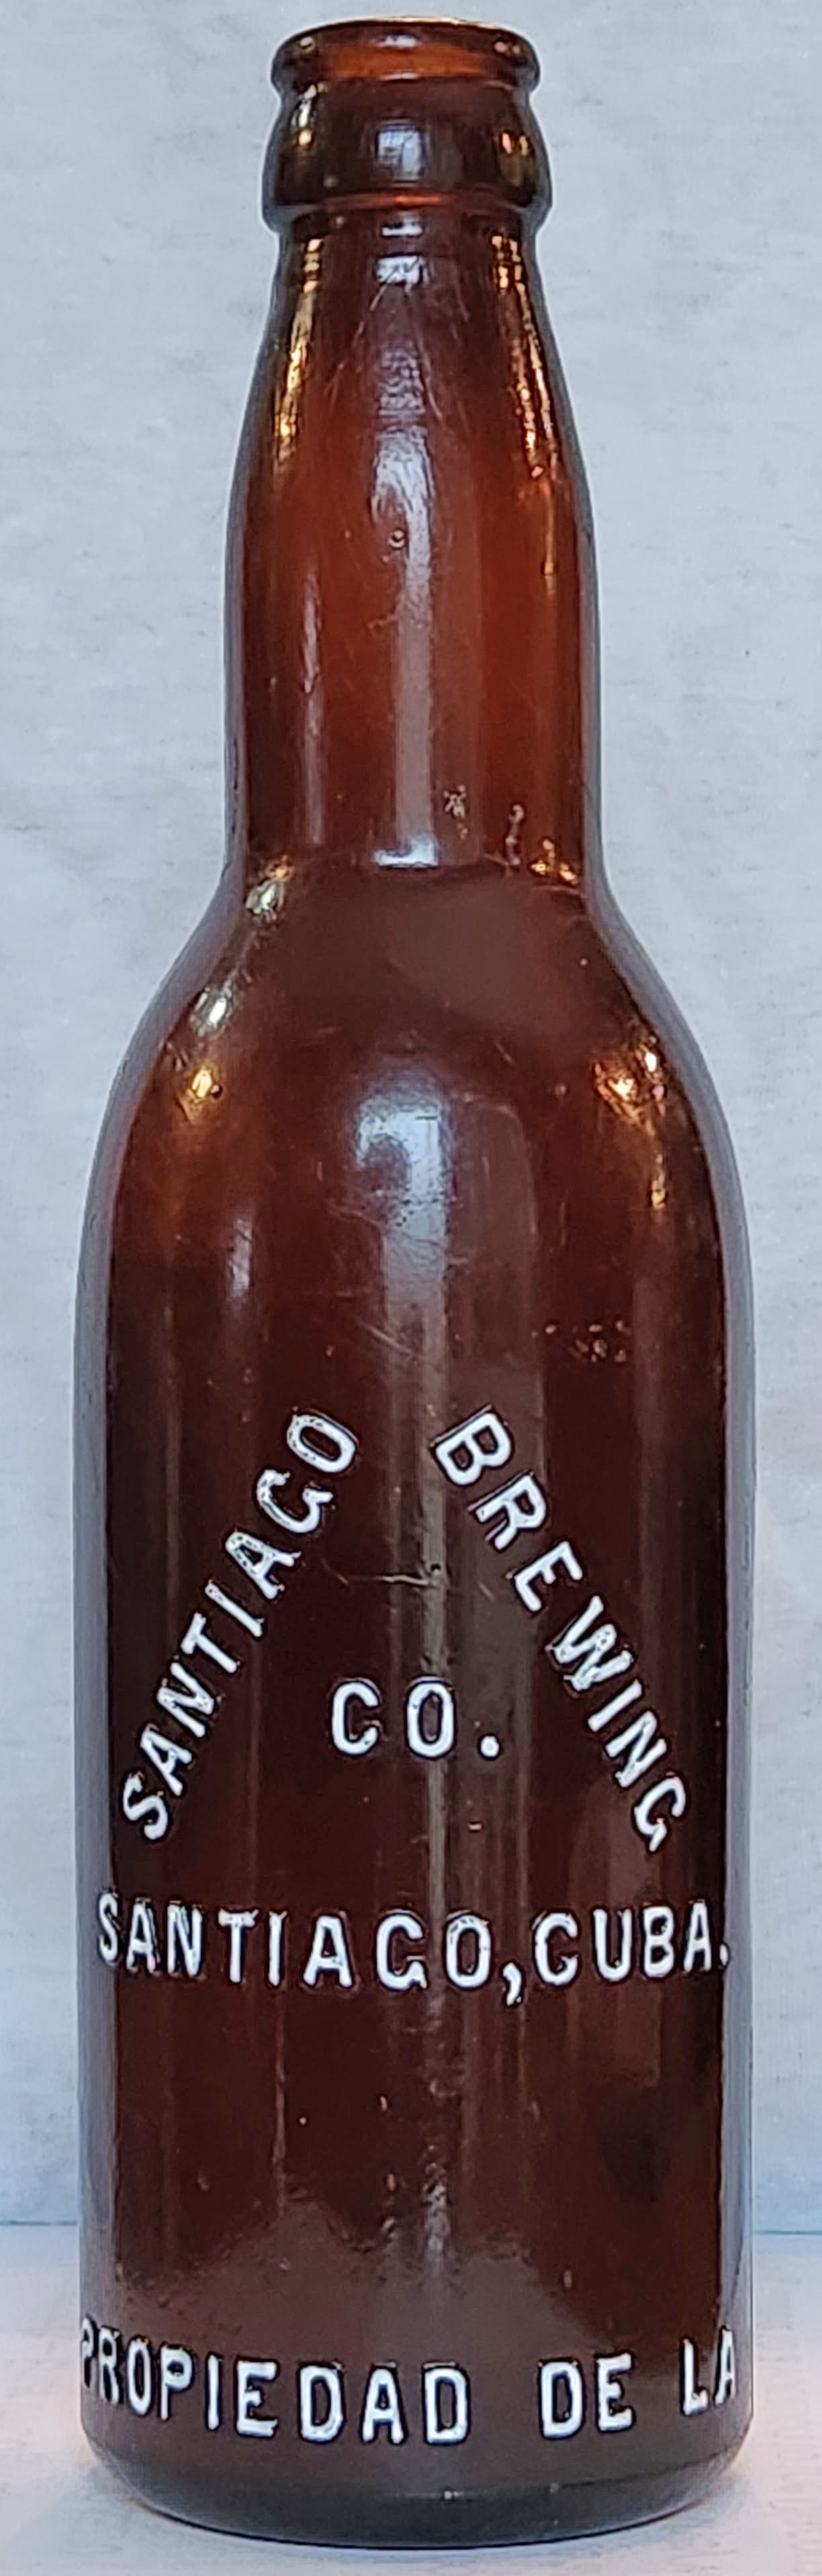 SANTIAGO BREWING
CO.
SANTIAGO, CUBA.
PROPIEDAD DE LA